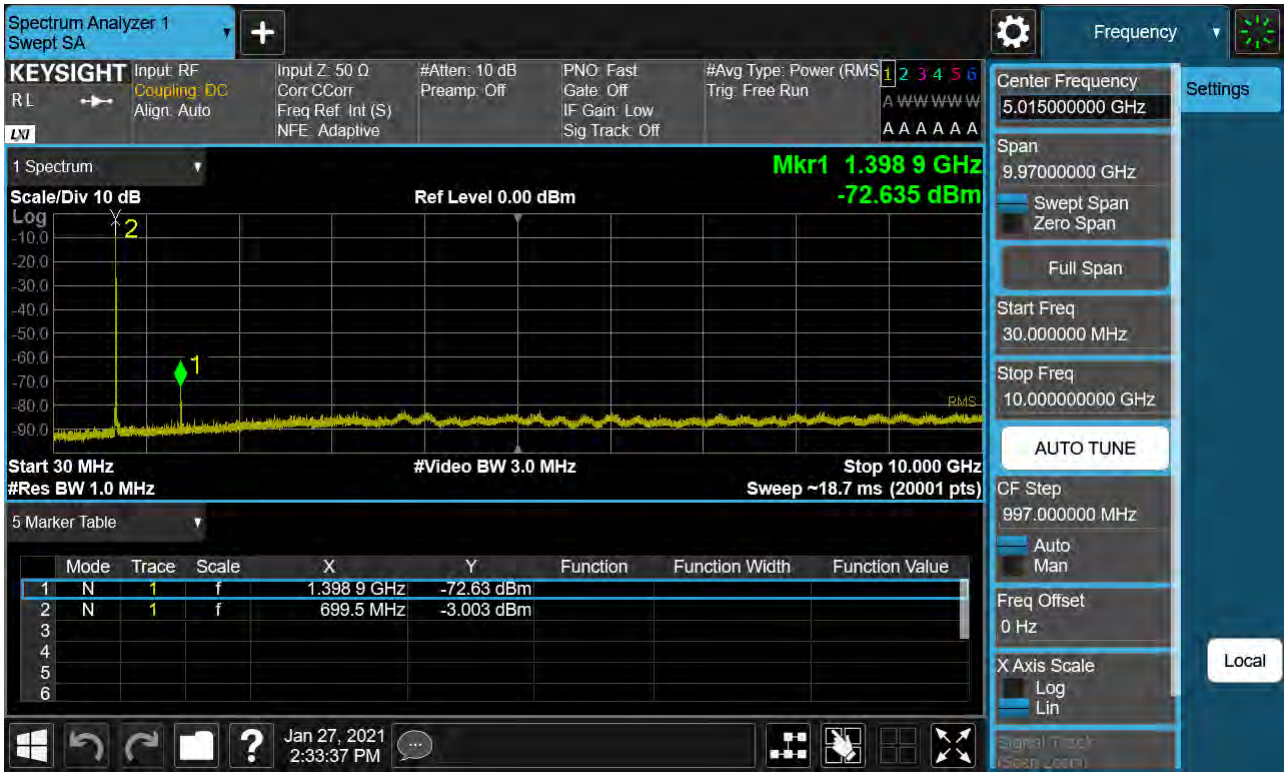 Spectrum Analyzer 1
Swept SA
+
Frequency
KEYSIGHT
RL
LXI
Input: RF
Coupling: DC
Align: Auto
Input Z: 50 Ω
Corr CCorr
Freq Ref: Int (S)
NFE: Adaptive
#Atten: 10 dB
Preamp: Off
PNO: Fast
Gate: Off
IF Gain: Low
Sig Track: Off
#Avg Type: Power (RMS
Trig: Free Run
1 2 3 4 5 6
A W W W W W
A A A A A A
1 Spectrum
Mkr1 1.398 9 GHz
-72.635 dBm
Scale/Div 10 dB
Ref Level 0.00 dBm
Log
-10.0
-20.0
-30.0
-40.0
-50.0
-60.0
-70.0
-80.0
-90.0
2
1
RMS
Start 30 MHz
#Video BW 3.0 MHz
Stop 10.000 GHz
#Res BW 1.0 MHz
Sweep ~18.7 ms (20001 pts)
5 Marker Table
Mode Trace Scale X Y Function Function Width Function Value
1 N 1 f 1.398 9 GHz -72.63 dBm
2 N 1 f 699.5 MHz -3.003 dBm
3
4
5
6
Center Frequency
5.015000000 GHz
Settings
Span
9.97000000 GHz
Swept Span
Zero Span
Full Span
Start Freq
30.000000 MHz
Stop Freq
10.000000000 GHz
AUTO TUNE
CF Step
997.000000 MHz
Auto
Man
Freq Offset
0 Hz
X Axis Scale
Log
Lin
Local
Signal Track
(Span Zoom)
?
Jan 27, 2021
2:33:37 PM